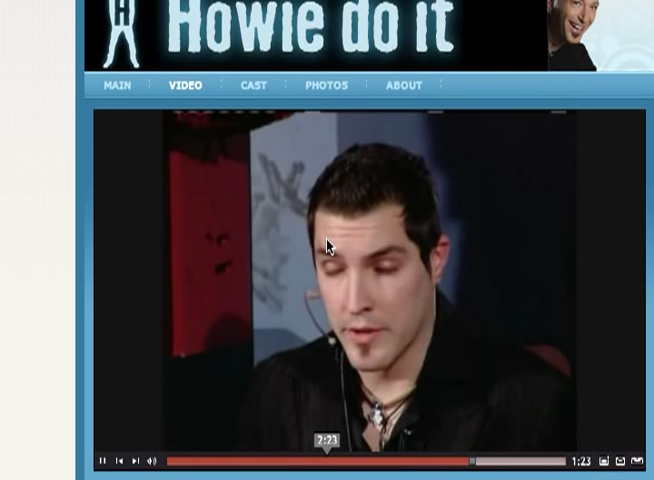 H
Howie do it
MAIN VIDEO CAST PHOTOS ABOUT
2:23
1:23